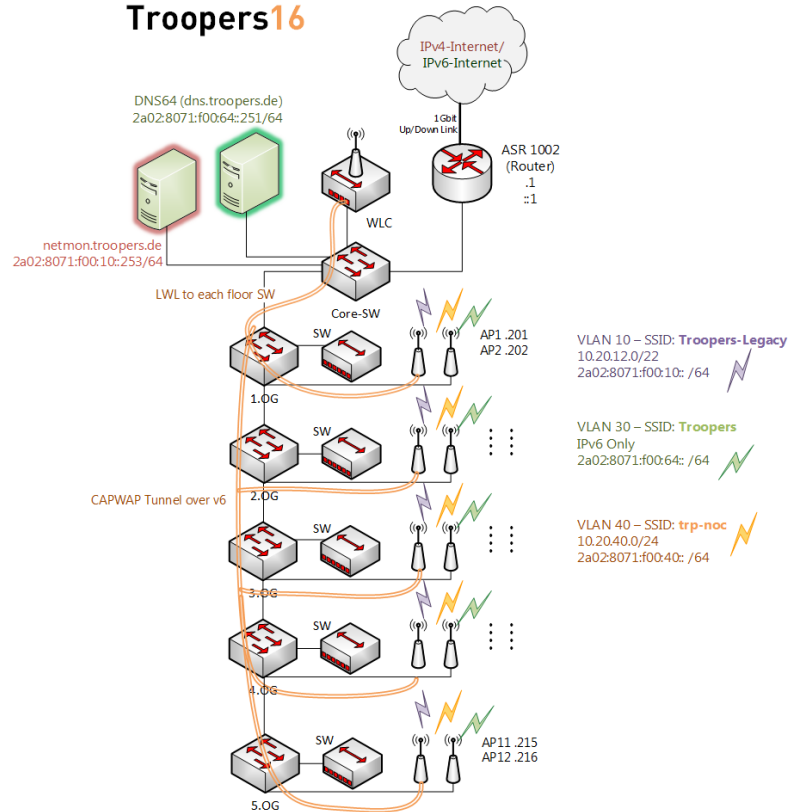 Troopers16
IPv4-Internet/
IPv6-Internet
DNS64 (dns.troopers.de)
2a02:8071:f00:64::251/64
1Gbit
Up/Down Link
ASR 1002
(Router)
.1
::1
WLC
netmon.troopers.de
2a02:8071:f00:10::253/64
LWL to each floor SW
Core-SW
SW
AP1 .201
AP2 .202
1.OG
VLAN 10 – SSID: Troopers-Legacy
10.20.12.0/22
2a02:8071:f00:10:: /64
SW
2.OG
VLAN 30 – SSID: Troopers
IPv6 Only
2a02:8071:f00:64:: /64
CAPWAP Tunnel over v6
SW
3.OG
VLAN 40 – SSID: trp-noc
10.20.40.0/24
2a02:8071:f00:40:: /64
SW
4.OG
SW
AP11 .215
AP12 .216
5.OG